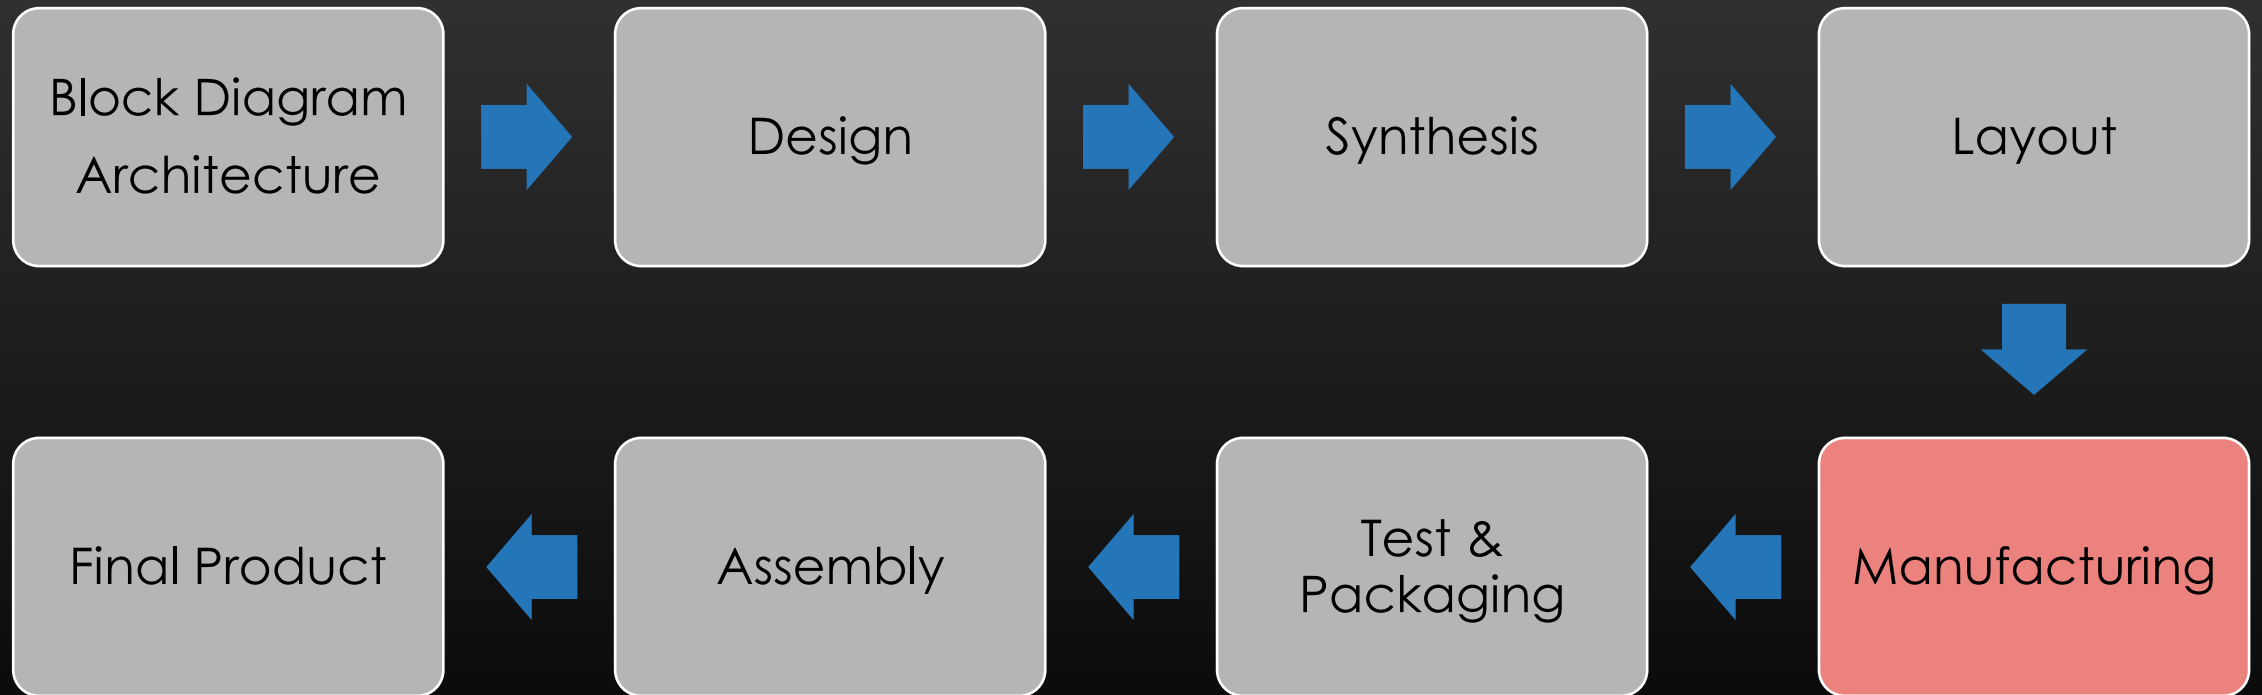 Block Diagram
Architecture
Design
Synthesis
Layout
Manufacturing
Test &
Packaging
Assembly
Final Product